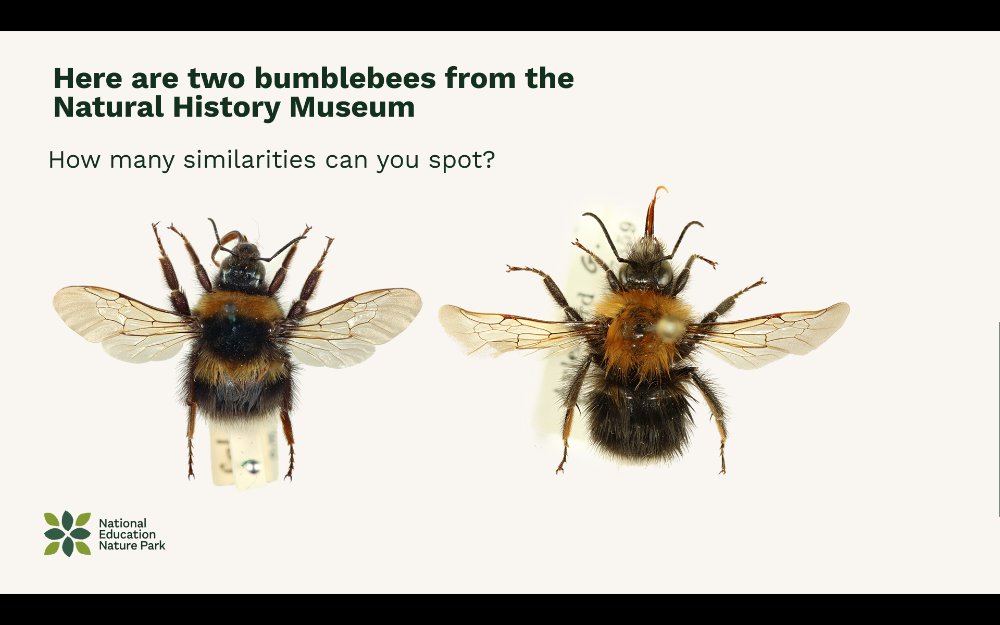 Here are two bumblebees from the
Natural History Museum
How many similarities can you spot?
59
G.
National
Education
Nature Park